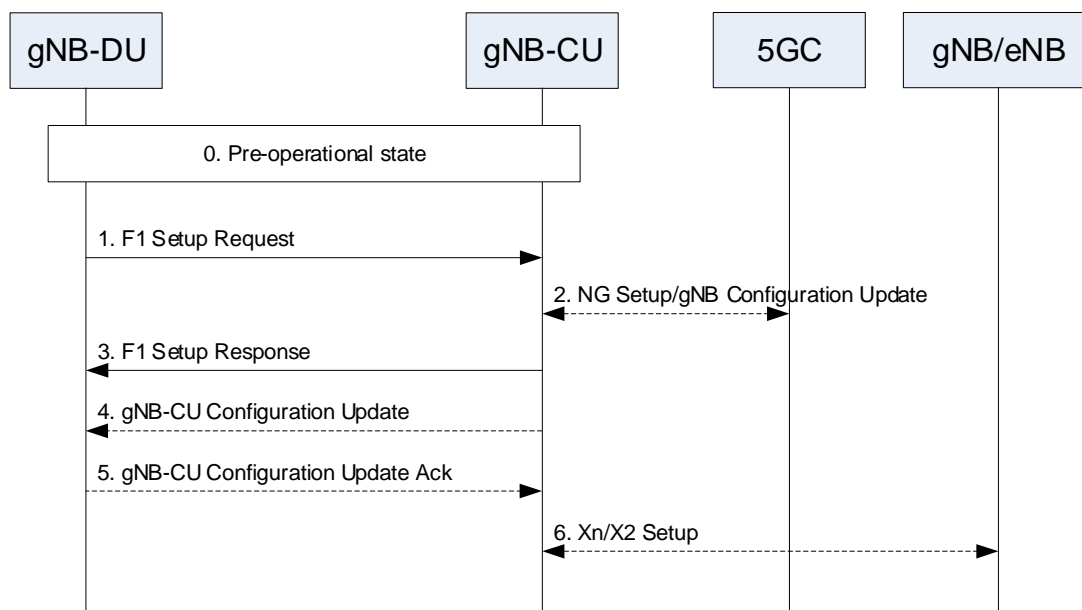 gNB-DU
gNB-CU
5GC
gNB/eNB
0. Pre-operational state
1. F1 Setup Request
2. NG Setup/gNB Configuration Update
3. F1 Setup Response
4. gNB-CU Configuration Update
5. gNB-CU Configuration Update Ack
6. Xn/X2 Setup